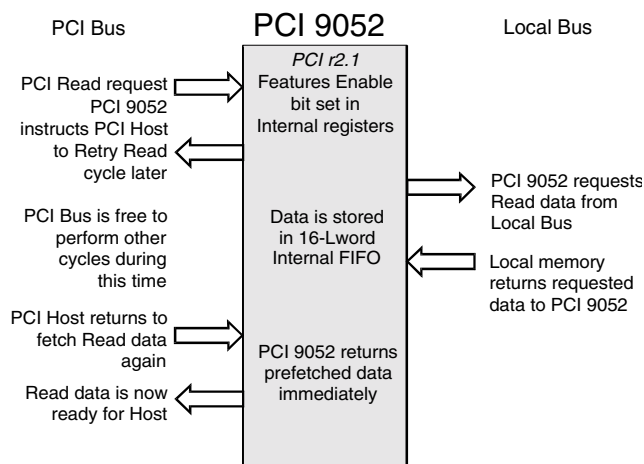 PCI Bus
PCI 9052
Local Bus
PCI Read request
PCI 9052
instructs PCI Host
to Retry Read
cycle later
PCI r2.1
Features Enable
bit set in
Internal registers
PCI 9052 requests
Read data from
Local Bus
PCI Bus is free to
perform other
cycles during
this time
Data is stored
in 16-Lword
Internal FIFO
Local memory
returns requested
data to PCI 9052
PCI Host returns to
fetch Read data
again
PCI 9052 returns
prefetched data
immediately
Read data is now
ready for Host